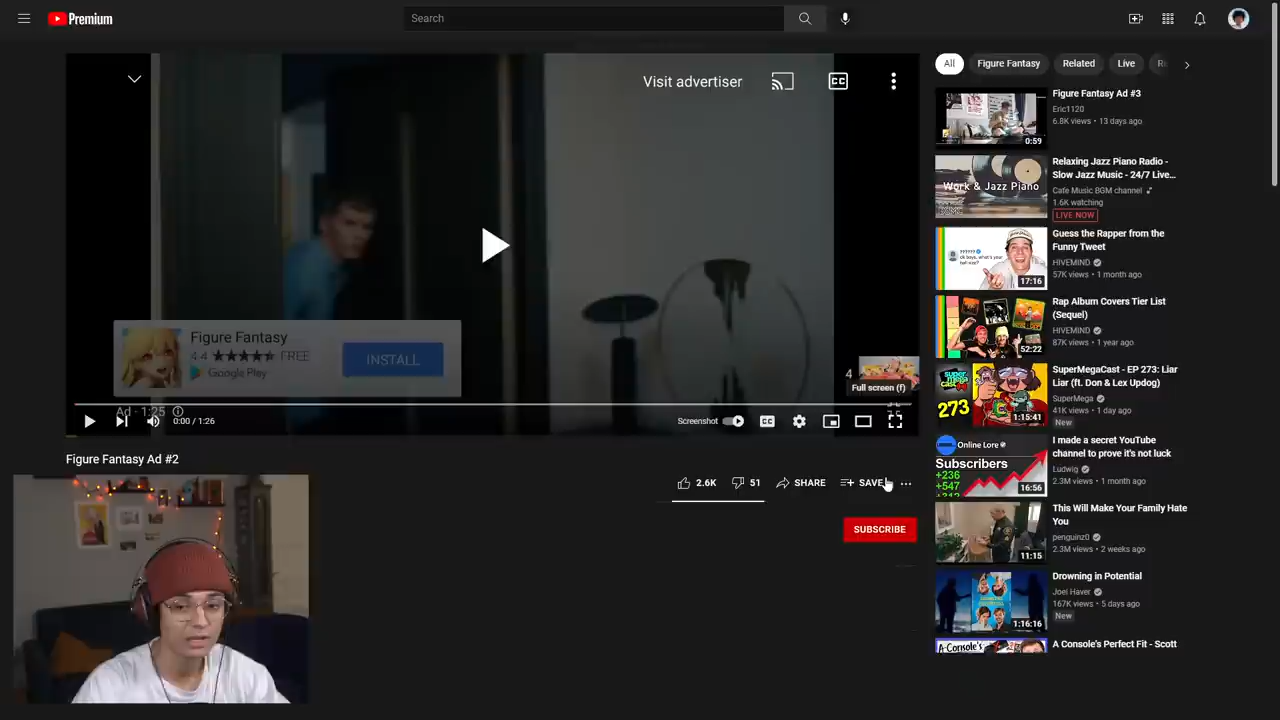 Premium
Search
Visit advertiser
CC
Figure Fantasy
4.4 FREE
Google Play
INSTALL
4
Full screen (f)
Ad · 1:25
0:00 / 1:26
Screenshot
CC
Figure Fantasy Ad #2
2.6K
51
SHARE
SAVE
SUBSCRIBE
All
Figure Fantasy
Related
Live
Figure Fantasy Ad #3
Eric1120
6.8K views • 13 days ago
0:59
Relaxing Jazz Piano Radio -
Slow Jazz Music - 24/7 Live...
Cafe Music BGM channel
1.6K watching
LIVE NOW
Work & Jazz Piano
Guess the Rapper from the
Funny Tweet
HIVEMIND
57K views • 1 month ago
17:16
Rap Album Covers Tier List
(Sequel)
HIVEMIND
87K views • 1 year ago
52:22
SuperMegaCast - EP 273: Liar
Liar (ft. Don & Lex Updog)
SuperMega
41K views • 1 day ago
New
273
1:15:41
I made a secret YouTube
channel to prove it's not luck
Ludwig
2.3M views • 1 month ago
Online Lore
Subscribers
+236
+547
16:56
This Will Make Your Family Hate
You
penguinz0
2.3M views • 2 weeks ago
11:15
Drowning in Potential
Joel Haver
167K views • 5 days ago
New
1:16:16
A Console's Perfect Fit - Scott